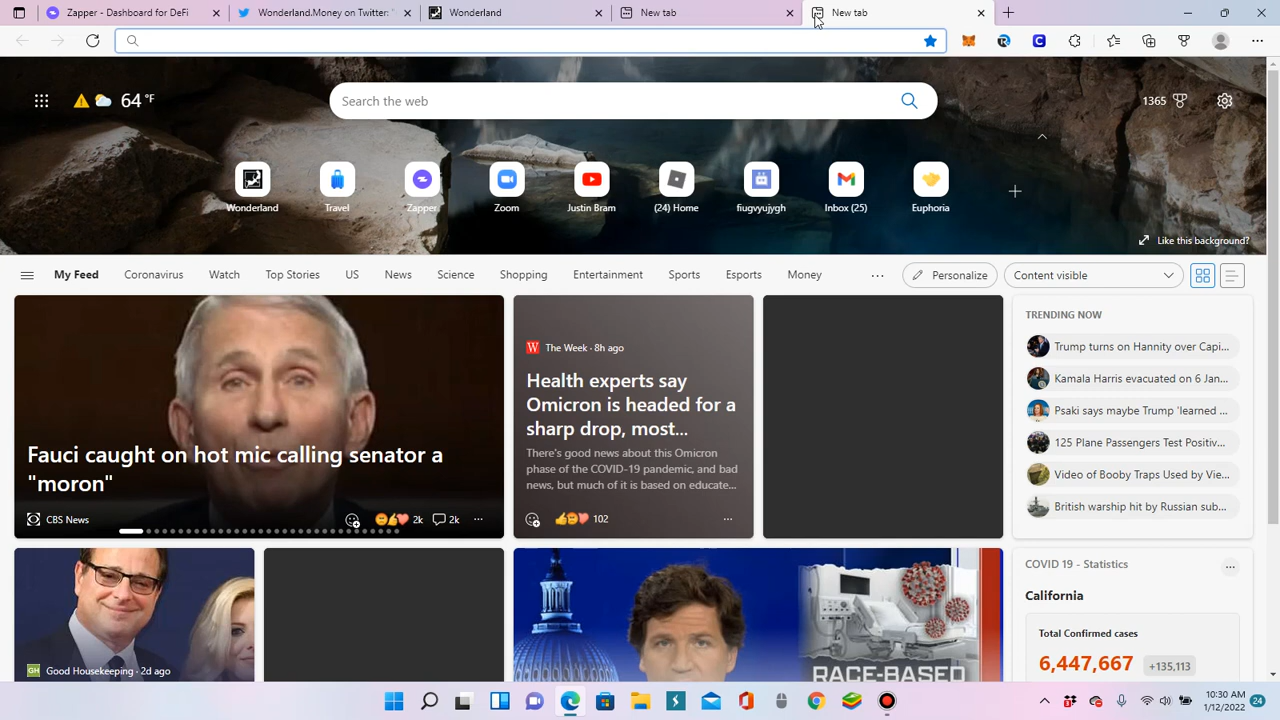 Zapper - Dashboard for DeFi
Wonderland.Money on Twitter: "
Wonderland
New tab
New tab
64 °F
Search the web
1365
Wonderland
Travel
Zapper
Zoom
Justin Bram
(24) Home
fiugvyujygh
Inbox (25)
Euphoria
Like this background?
My Feed
Coronavirus
Watch
Top Stories
US
News
Science
Shopping
Entertainment
Sports
Esports
Money
...
Personalize
Content visible
Fauci caught on hot mic calling senator a
"moron"
CBS News
2k
2k
The Week · 8h ago
Health experts say
Omicron is headed for a
sharp drop, most...
There's good news about this Omicron
phase of the COVID-19 pandemic, and bad
news, but much of it is based on educate...
102
TRENDING NOW
Trump turns on Hannity over Capi...
Kamala Harris evacuated on 6 Jan...
Psaki says maybe Trump 'learned ...
125 Plane Passengers Test Positiv...
Video of Booby Traps Used by Vie...
British warship hit by Russian sub...
GH Good Housekeeping · 2d ago
RACE-BASED
COVID 19 - Statistics
California
Total Confirmed cases
6,447,667 +135,113
10:30 AM
1/12/2022
24